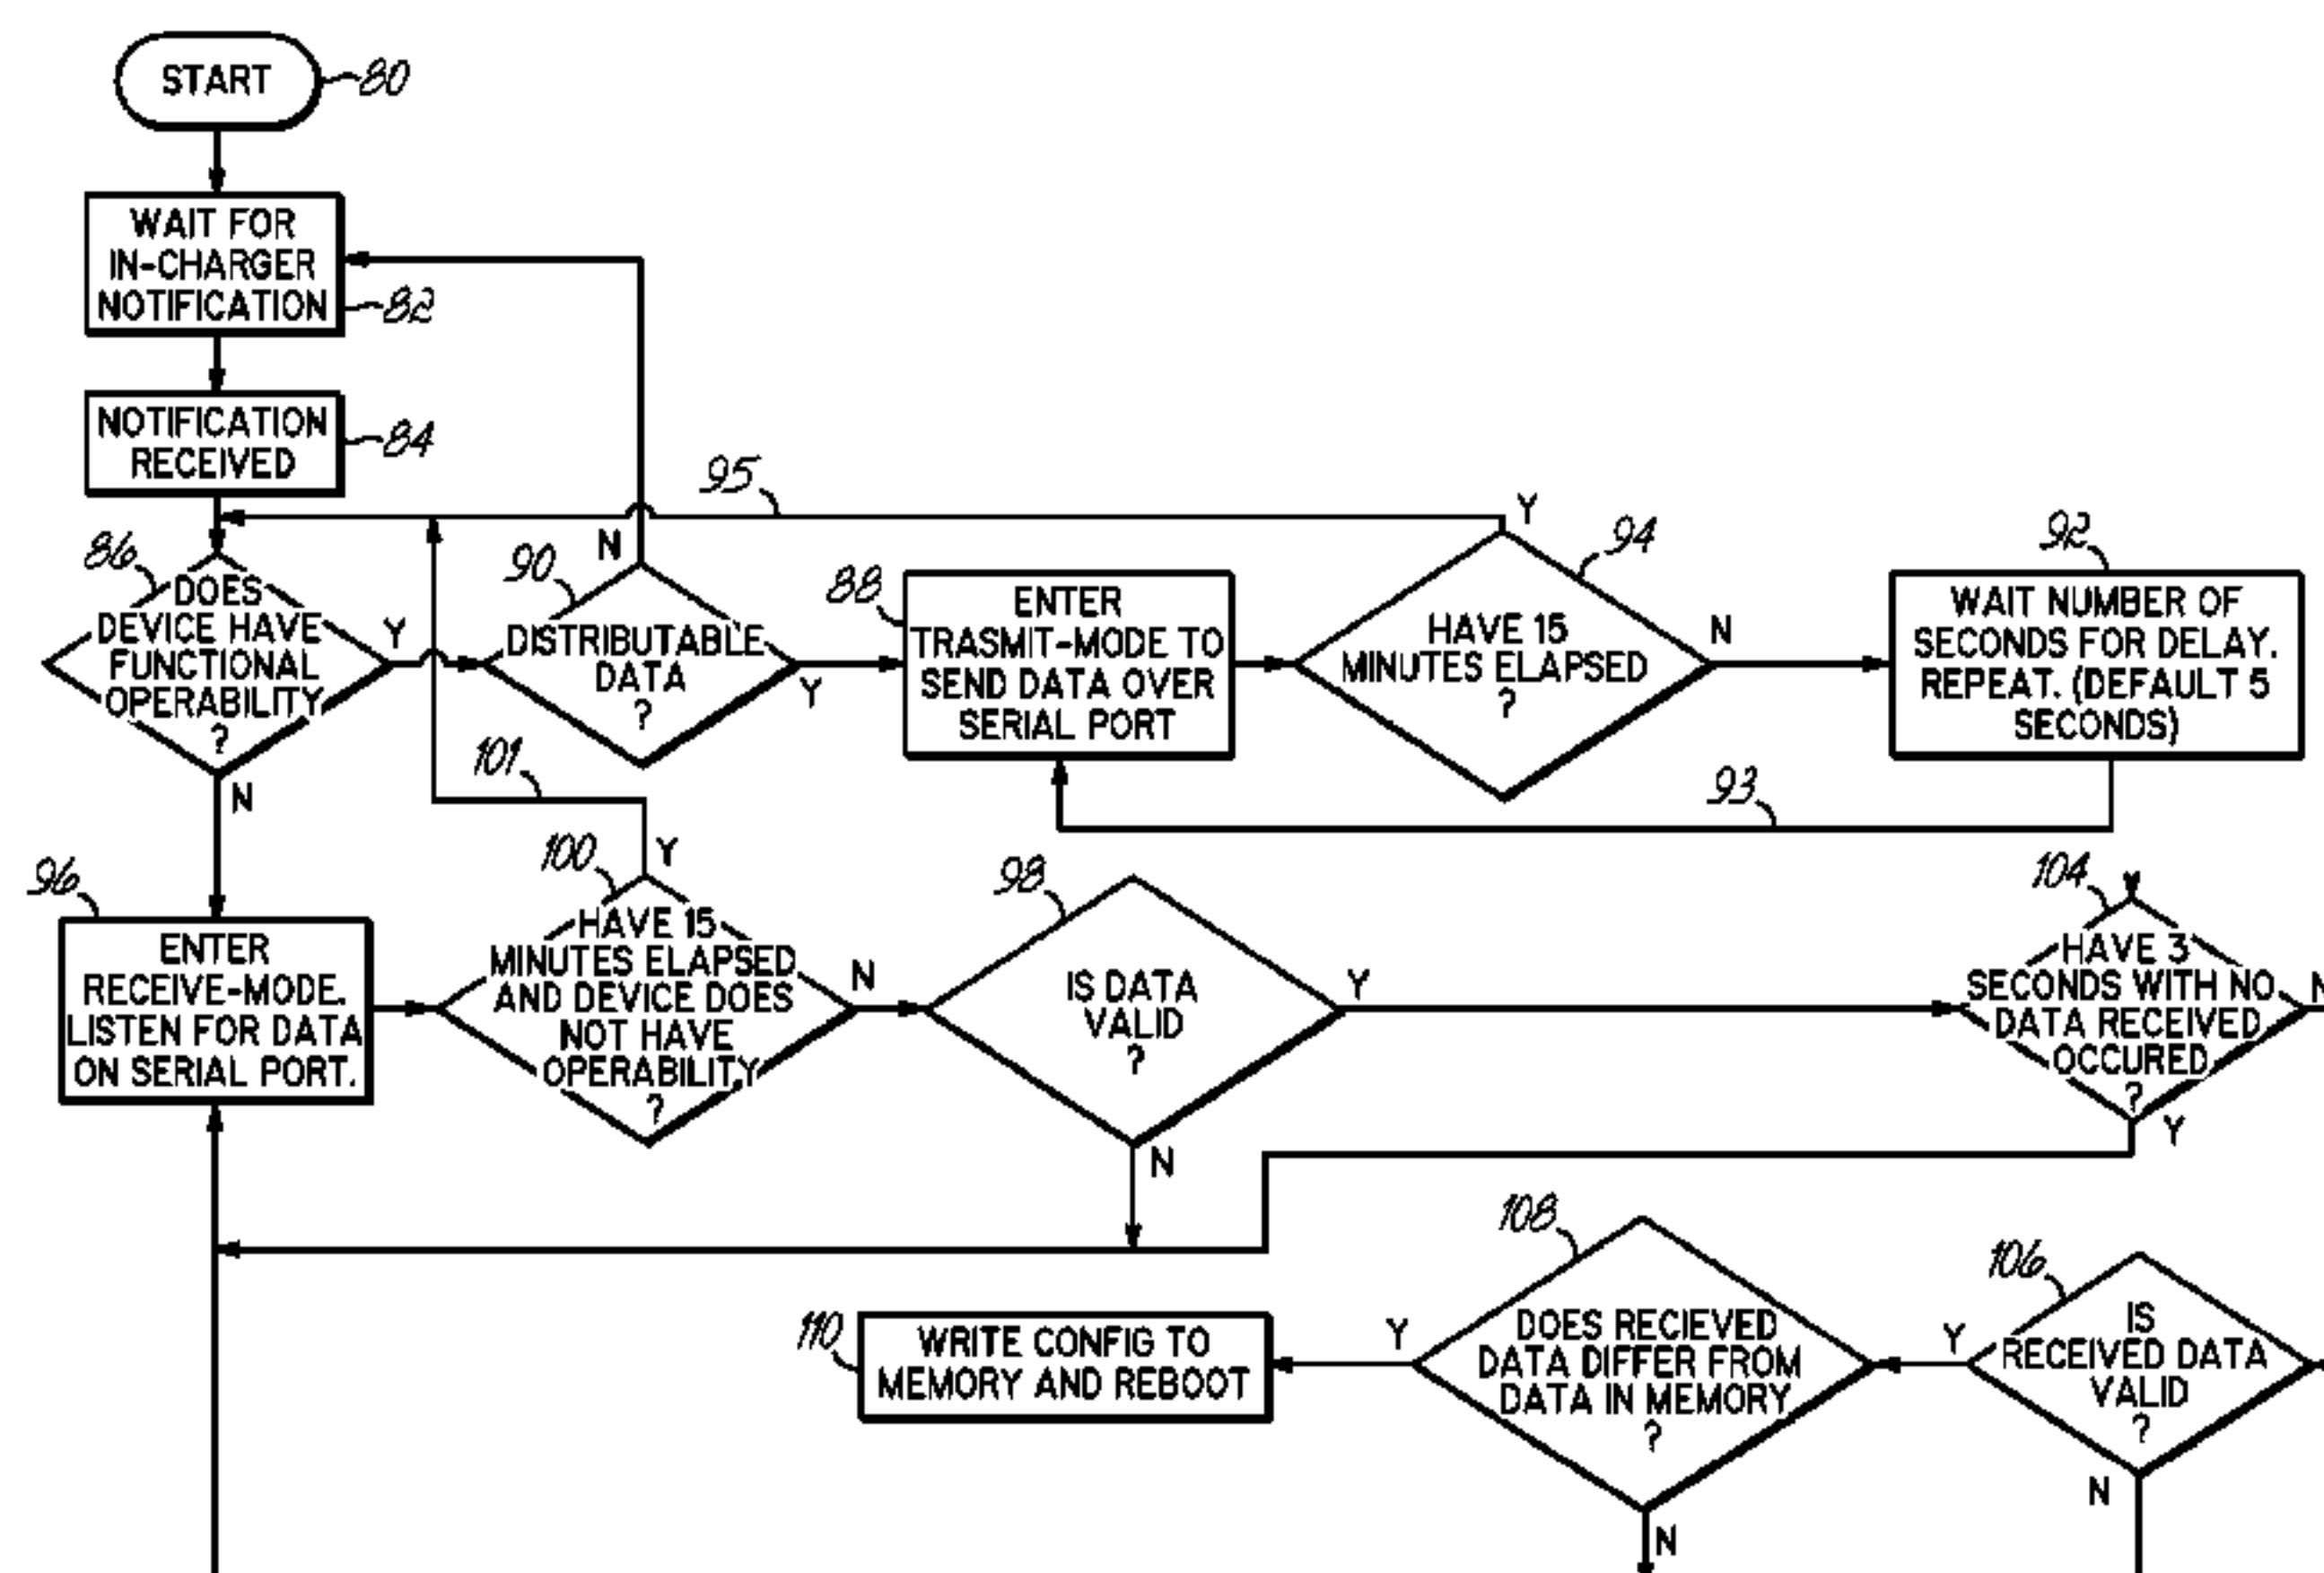 START
80
WAIT FOR
IN-CHARGER
NOTIFICATION
82
NOTIFICATION
RECEIVED
84
86
DOES
DEVICE HAVE
FUNCTIONAL
OPERABILITY
?
Y
N
90
N
DISTRIBUTABLE
DATA
?
Y
95
88
ENTER
TRASMIT-MODE TO
SEND DATA OVER
SERIAL PORT
Y
94
HAVE 15
MINUTES ELAPSED
?
N
92
WAIT NUMBER OF
SECONDS FOR DELAY.
REPEAT. (DEFAULT 5
SECONDS)
93
101
96
ENTER
RECEIVE-MODE.
LISTEN FOR DATA
ON SERIAL PORT.
100
Y
HAVE 15
MINUTES ELAPSED
AND DEVICE DOES
NOT HAVE
OPERABILITY
?
N
98
IS DATA
VALID
?
Y
N
104
HAVE 3
SECONDS WITH NO
DATA RECEIVED
OCCURED
?
Y
108
DOES RECIEVED
DATA DIFFER FROM
DATA IN MEMORY
?
Y
N
106
IS
RECEIVED DATA
VALID
?
Y
N
110
WRITE CONFIG TO
MEMORY AND REBOOT